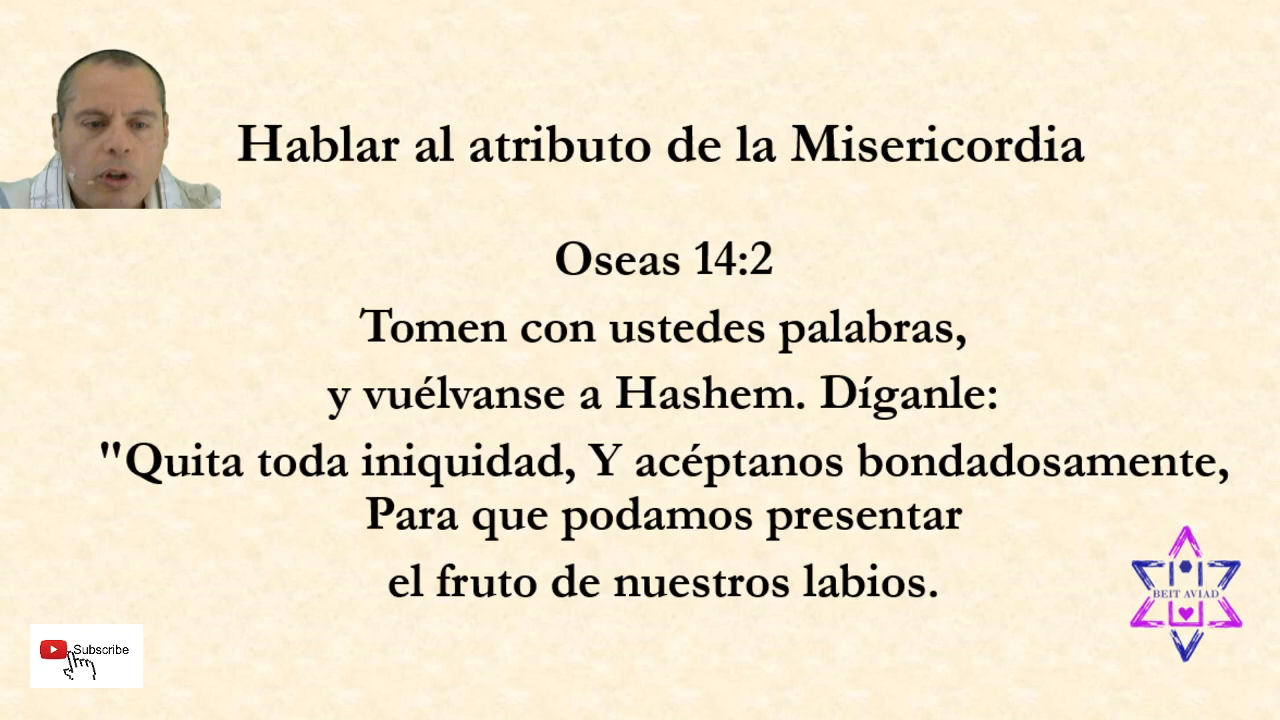 Hablar al atributo de la Misericordia
Oseas 14:2
Tomen con ustedes palabras,
y vuélvanse a Hashem. Díganle:
"Quita toda iniquidad, Y acéptanos bondadosamente,
Para que podamos presentar
el fruto de nuestros labios.
BEIT AVIAD
Subscribe